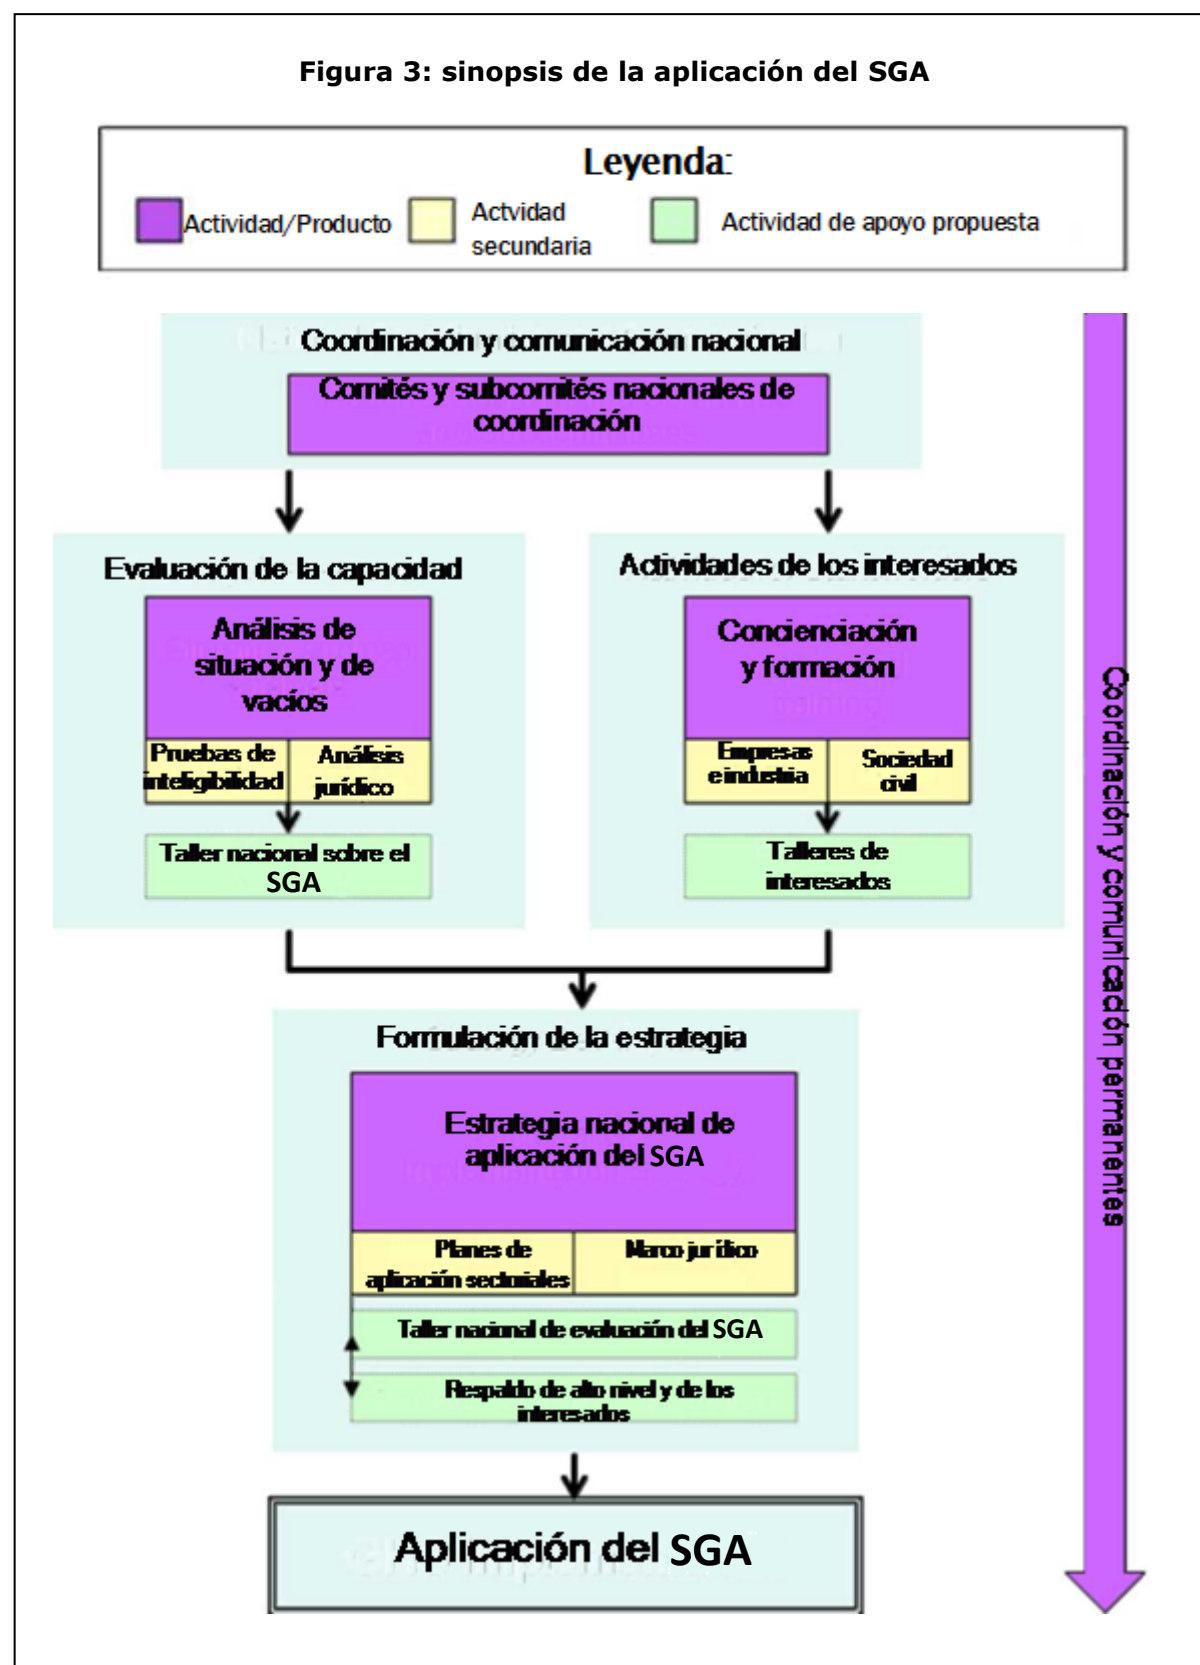 Figura 3: sinopsis de la aplicación del SGA
Leyenda:
Actividad/Producto
Actvidad
secundaria
Actividad de apoyo propuesta
Coordinación y comunicación nacional
Comités y subcomités nacionales de
coordinación
Evaluación de la capacidad
Análisis de
situación y de
vacíos
Pruebas de
inteligibilidad
Análisis
jurídico
Taller nacional sobre el
SGA
Actividades de los interesados
Concienciación
y formación
Empresas
e industria
Sociedad
civil
Talleres de
interesados
Formulación de la estrategia
Estrategia nacional de
aplicación del SGA
Planes de
aplicación sectoriales
Marco jurídico
Taller nacional de evaluación del SGA
Respaldo de alto nivel y de los
interesados
Aplicación del SGA
Coordinación y comunicación permanentes